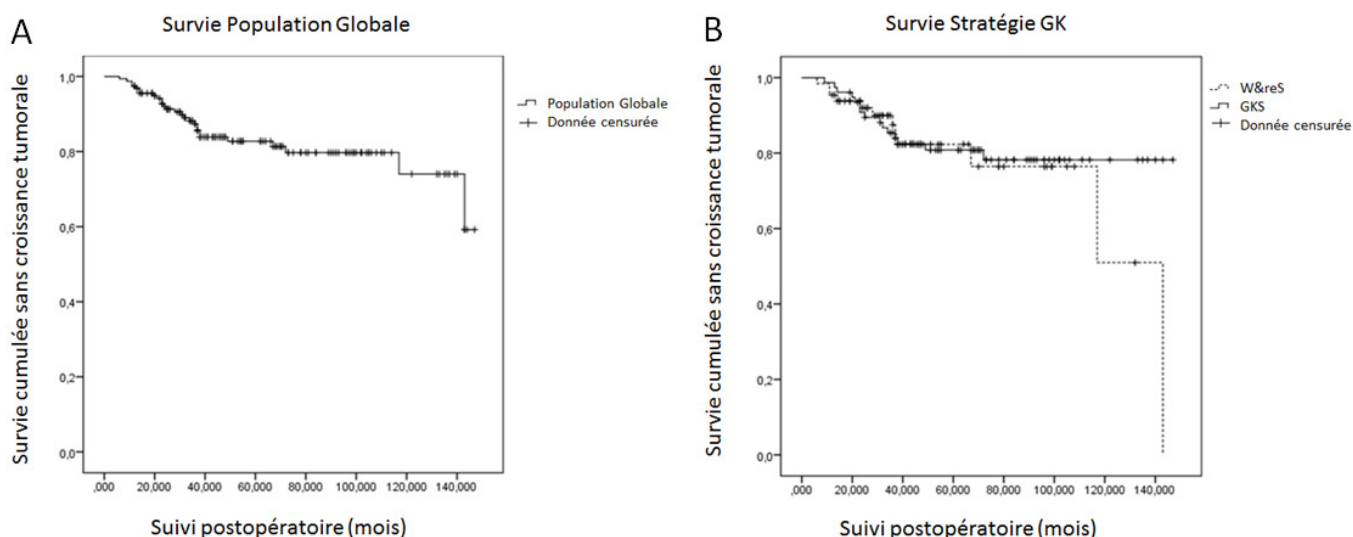 A
Survie Population Globale
Survie cumulée sans croissance tumorale
1,0
0,8
0,6
0,4
0,2
0,0
,000
20,000
40,000
60,000
80,000
100,000
120,000
140,000
Suivi postopératoire (mois)
Population Globale
Donnée censurée
B
Survie Stratégie GK
Survie cumulée sans croissance tumorale
1,0
0,8
0,6
0,4
0,2
0,0
,000
20,000
40,000
60,000
80,000
100,000
120,000
140,000
Suivi postopératoire (mois)
W&reS
GKS
Donnée censurée